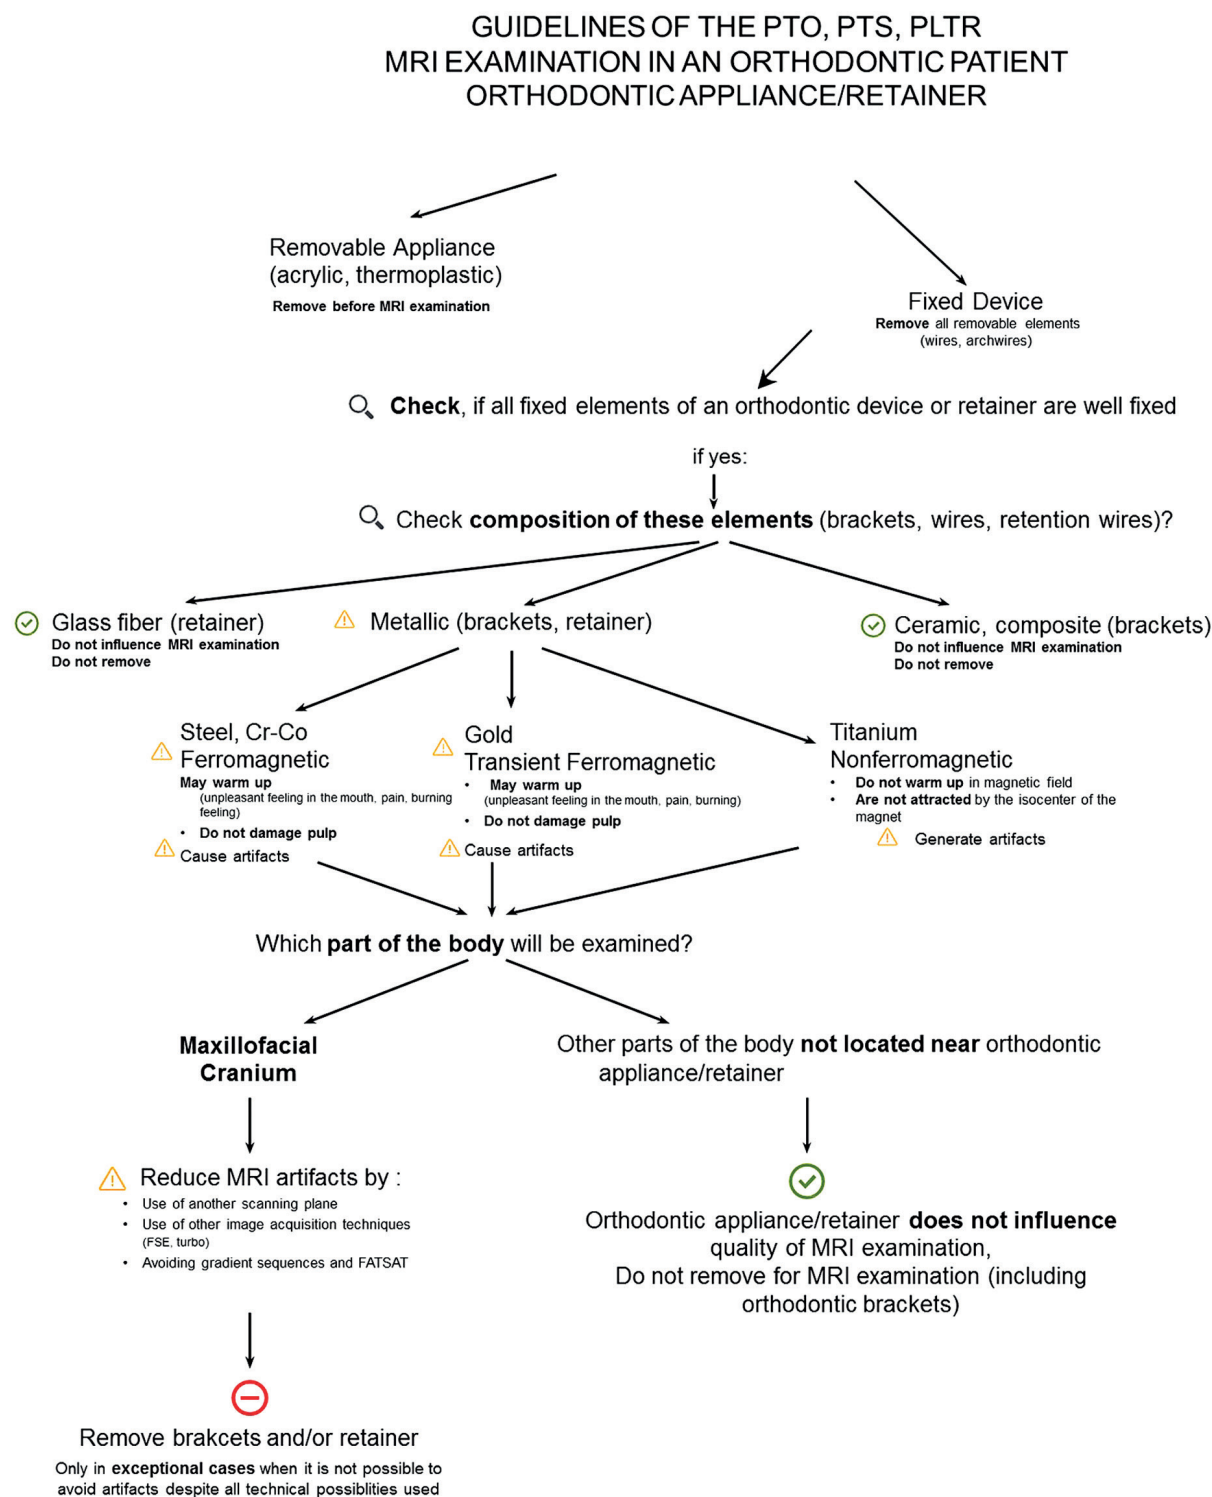 GUIDELINES OF THE PTO, PTS, PLTR
MRI EXAMINATION IN AN ORTHODONTIC PATIENT
ORTHODONTIC APPLIANCE/RETAINER
Removable Appliance
(acrylic, thermoplastic)
Remove before MRI examination
Fixed Device
Remove all removable elements
(wires, archwires)
Check, if all fixed elements of an orthodontic device or retainer are well fixed
if yes:
Check composition of these elements (brackets, wires, retention wires)?
Glass fiber (retainer)
Do not influence MRI examination
Do not remove
Metallic (brackets, retainer)
Ceramic, composite (brackets)
Do not influence MRI examination
Do not remove
Steel, Cr-Co
Ferromagnetic
May warm up
(unpleasant feeling in the mouth, pain, burning
feeling)
• Do not damage pulp
Cause artifacts
Gold
Transient Ferromagnetic
• May warm up
(unpleasant feeling in the mouth, pain, burning)
• Do not damage pulp
Cause artifacts
Titanium
Nonferromagnetic
• Do not warm up in magnetic field
• Are not attracted by the isocenter of the
magnet
Generate artifacts
Which part of the body will be examined?
Maxillofacial
Cranium
Other parts of the body not located near orthodontic
appliance/retainer
Reduce MRI artifacts by :
• Use of another scanning plane
• Use of other image acquisition techniques
(FSE, turbo)
• Avoiding gradient sequences and FATSAT
Orthodontic appliance/retainer does not influence
quality of MRI examination,
Do not remove for MRI examination (including
orthodontic brackets)
Remove brakcets and/or retainer
Only in exceptional cases when it is not possible to
avoid artifacts despite all technical possiblities used